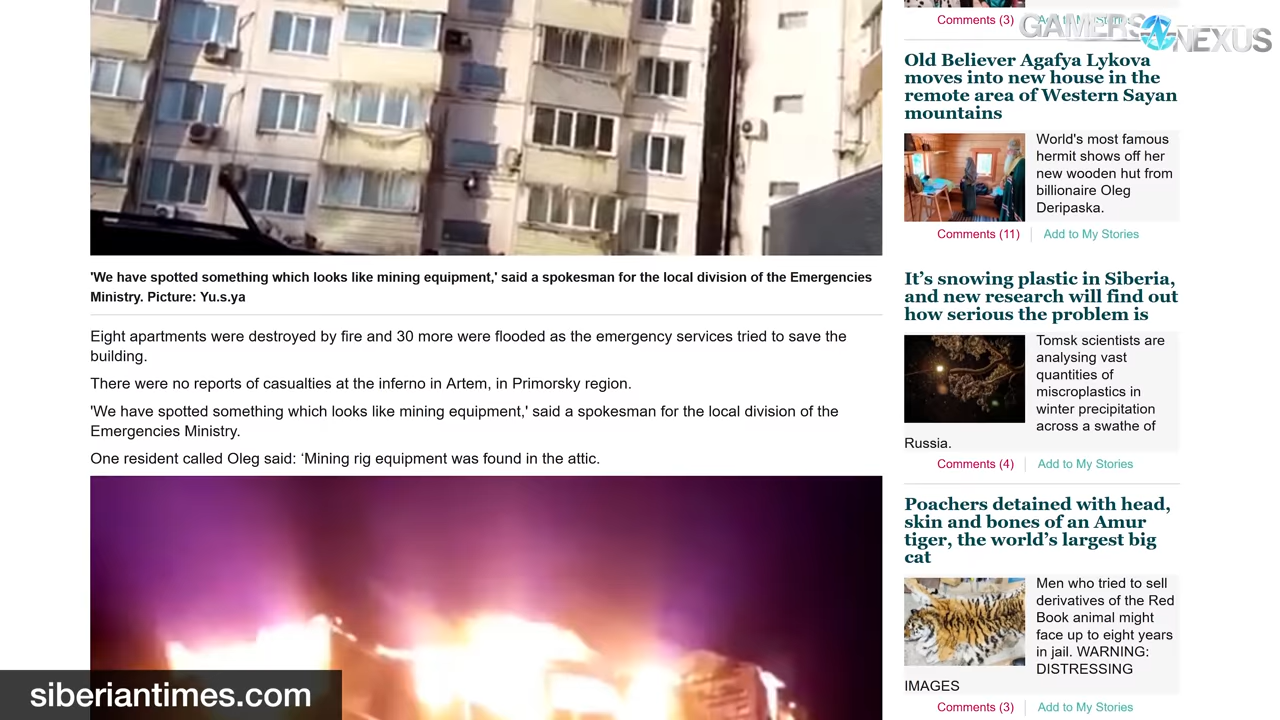 'We have spotted something which looks like mining equipment,' said a spokesman for the local division of the Emergencies
Ministry. Picture: Yu.s.ya
Eight apartments were destroyed by fire and 30 more were flooded as the emergency services tried to save the
building.
There were no reports of casualties at the inferno in Artem, in Primorsky region.
'We have spotted something which looks like mining equipment,' said a spokesman for the local division of the
Emergencies Ministry.
One resident called Oleg said: ‘Mining rig equipment was found in the attic.
siberiantimes.com
Comments (3)
Add to My Stories
GAMERS NEXUS
Old Believer Agafya Lykova
moves into new house in the
remote area of Western Sayan
mountains
World's most famous
hermit shows off her
new wooden hut from
billionaire Oleg
Deripaska.
Comments (11)
Add to My Stories
It’s snowing plastic in Siberia,
and new research will find out
how serious the problem is
Tomsk scientists are
analysing vast
quantities of
microplastics in
winter precipitation
across a swathe of
Russia.
Comments (4)
Add to My Stories
Poachers detained with head,
skin and bones of an Amur
tiger, the world’s largest big
cat
Men who tried to sell
derivatives of the Red
Book animal might
face up to eight years
in jail. WARNING:
DISTRESSING
IMAGES
Comments (3)
Add to My Stories